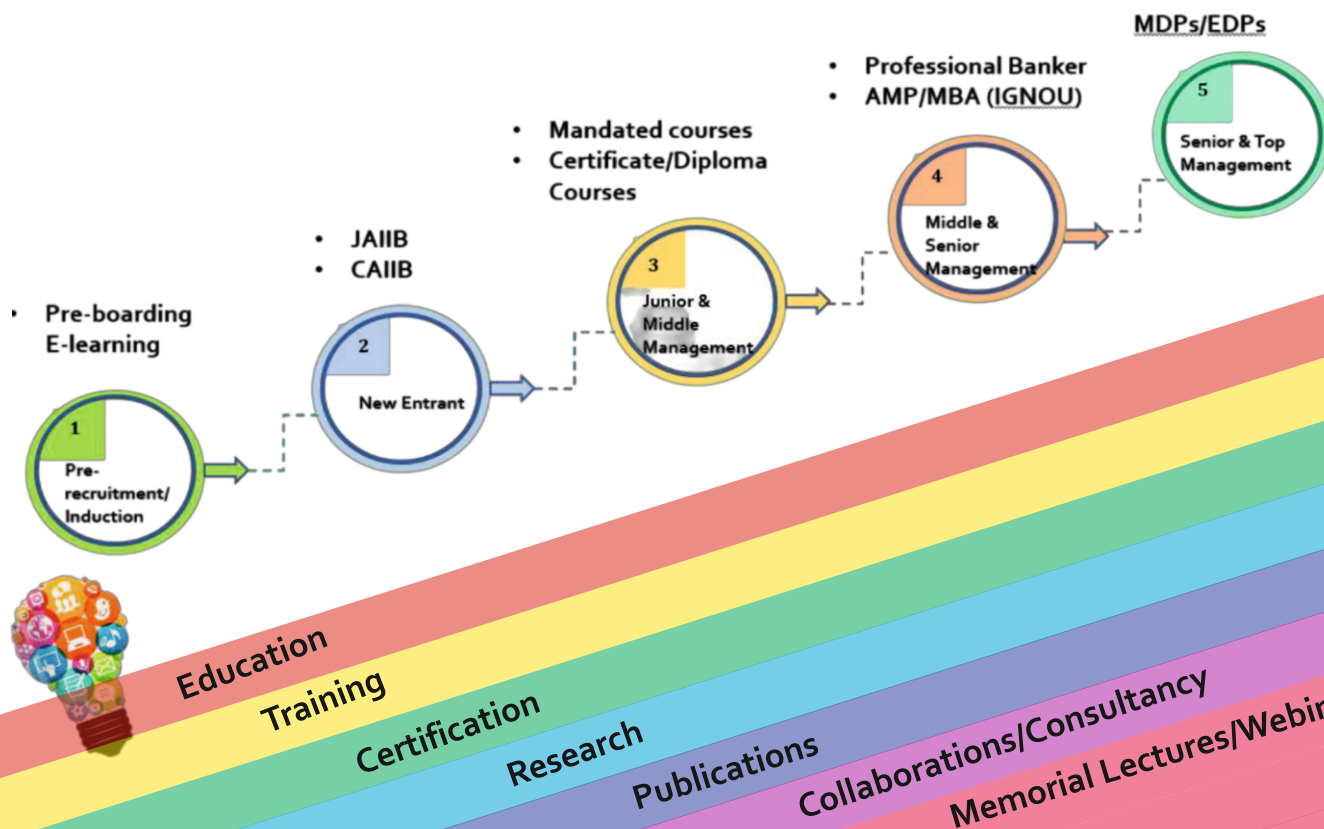 MDPs/EDPs
5
Senior & Top
Management
• Professional Banker
• AMP/MBA (IGNOU)
4
Middle &
Senior
Management
• Mandated courses
• Certificate/Diploma
Courses
3
Junior &
Middle
Management
• JAIIB
• CAIIB
2
New Entrant
• Pre-boarding
E-learning
1
Pre-
recruitment/
Induction
Education
Training
Certification
Research
Publications
Collaborations/Consultancy
Memorial Lectures/